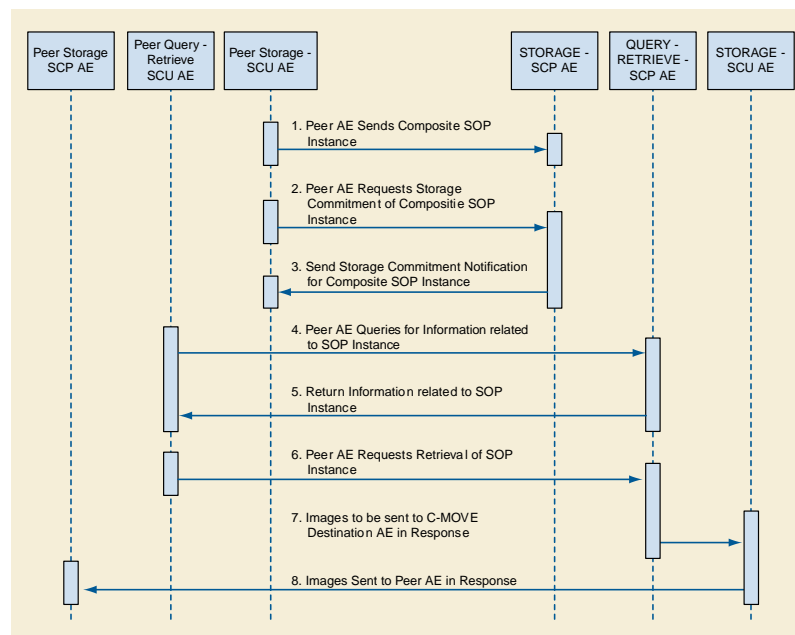 Peer Storage
SCP AE
Peer Query -
Retrieve
SCU AE
Peer Storage -
SCU AE
STORAGE -
SCP AE
QUERY -
RETRIEVE -
SCP AE
STORAGE -
SCU AE
1. Peer AE Sends Composite SOP
Instance
2. Peer AE Requests Storage
Commitment of Compositie SOP
Instance
3. Send Storage Commitment Notification
for Composite SOP Instance
4. Peer AE Queries for Information related
to SOP Instance
5. Return Information related to SOP
Instance
6. Peer AE Requests Retrieval of SOP
Instance
7. Images to be sent to C-MOVE
Destination AE in Response
8. Images Sent to Peer AE in Response